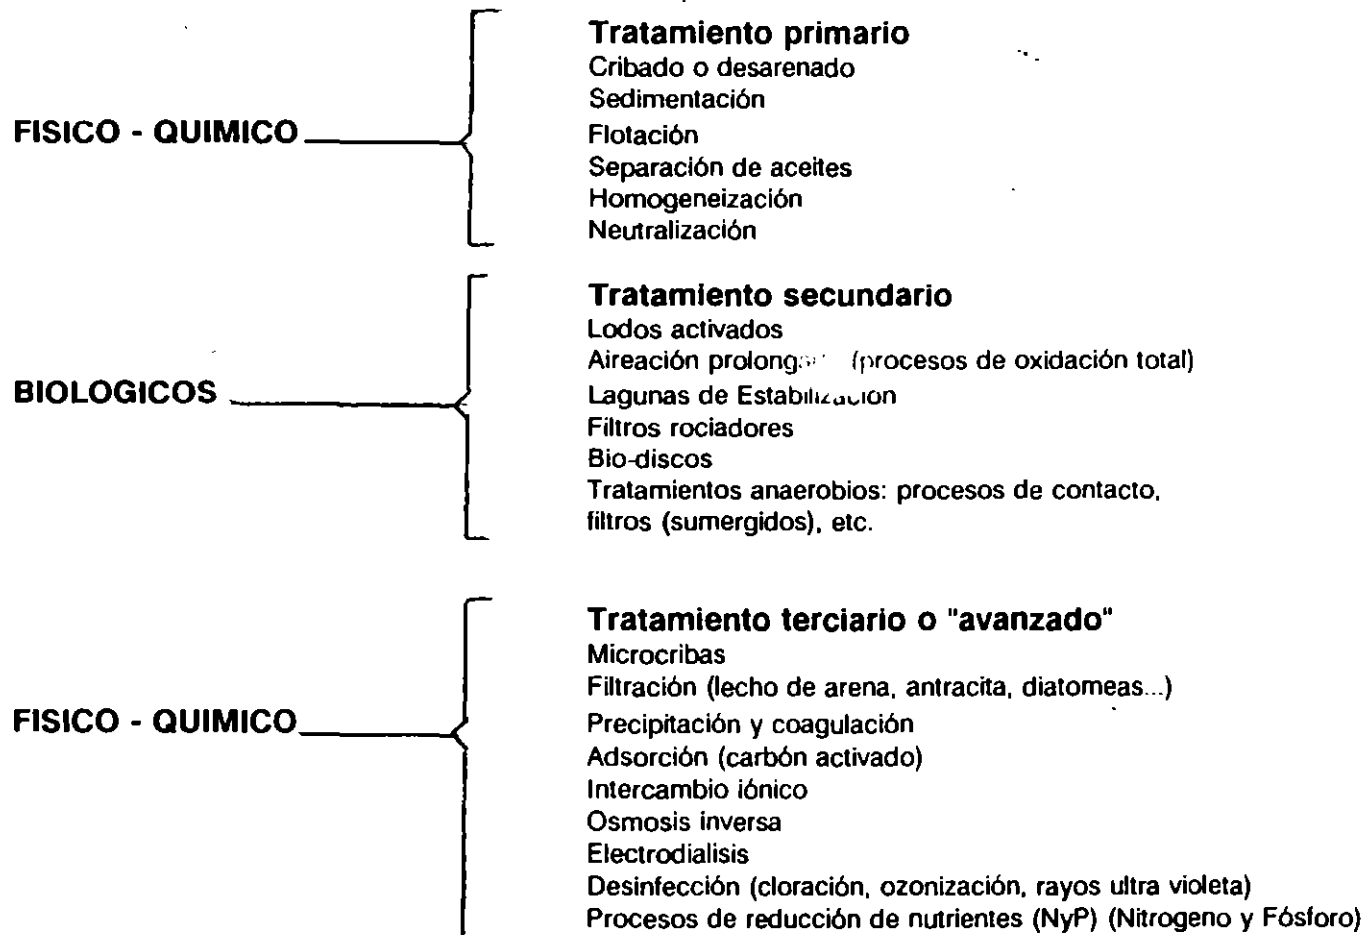 Tratamiento primario
Cribado o desarenado
Sedimentación
FISICO - QUIMICO
Flotación
Separación de aceites
Homogeneización
Neutralización
Tratamiento secundario
Lodos activados
Aireación (procesos de oxidación total)
BIOLOGICOS
Lagunas de Estabilización
Filtros rociadores
Bio-discos
Tratamientos anaerobios: procesos de contacto,
filtros (sumergidos), etc.
Tratamiento terciario o "avanzado"
Microcribas
Filtración (lecho de arena, antracita, diatomeas...)
FISICO - QUIMICO
Precipitación y coagulación
Adsorción (carbón activado)
Intercambio iónico
Osmosis inversa
Electrodialisis
Desinfección (cloración, ozonización, rayos ultra violeta)
Procesos de reducción de nutrientes (NyP) (Nitrogeno y Fósforo)